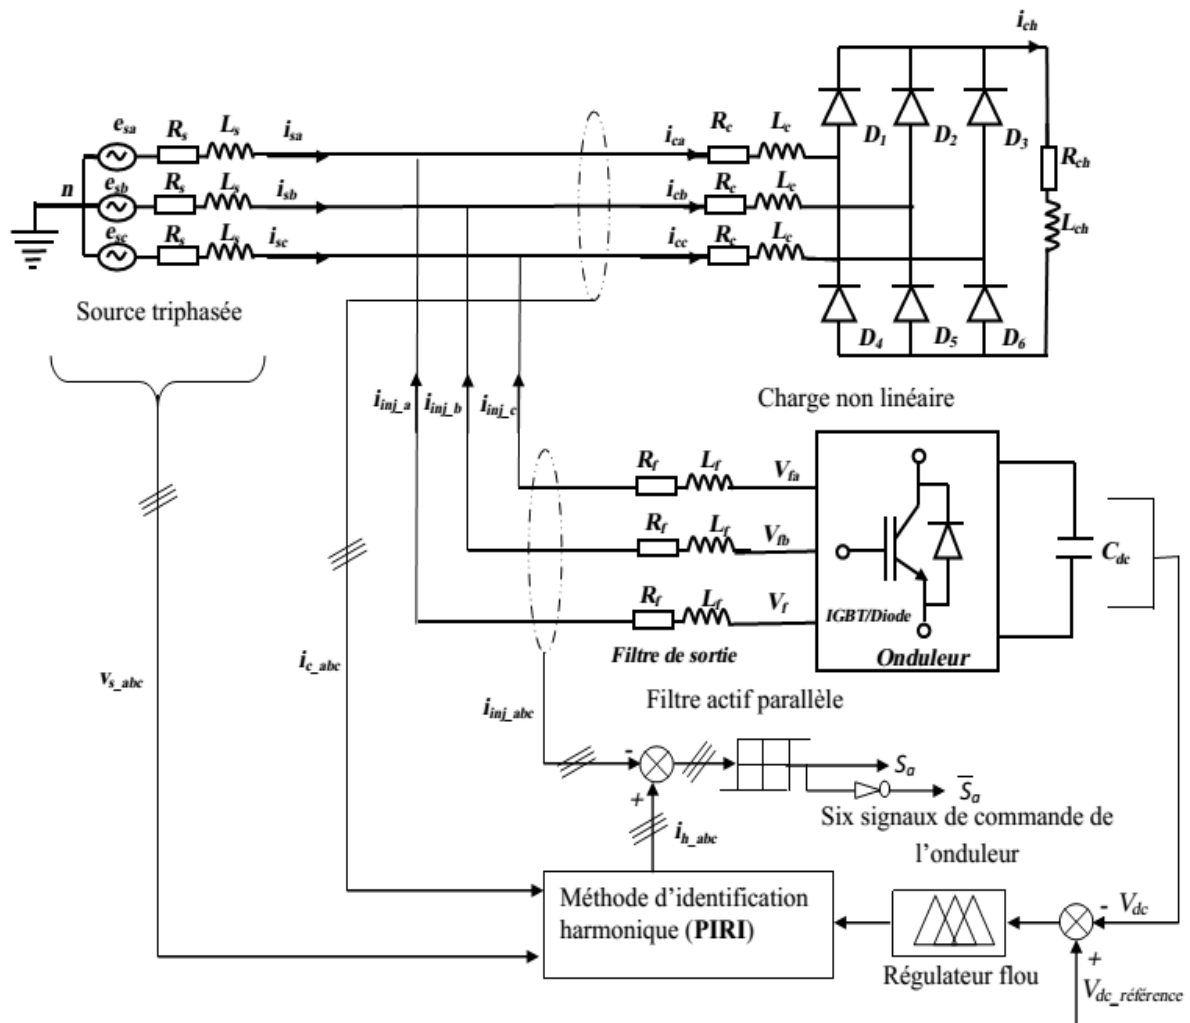 i_ch
e_sa R_s L_s i_sa i_ca R_c L_c D_1 D_2 D_3
R_ch
n e_sb R_s L_s i_sb i_cb R_c L_c
L_ch
e_sc R_s L_s i_sc i_cc R_c L_c
Source triphasée
D_4 D_5 D_6
i_inj_a i_inj_b i_inj_c
Charge non linéaire
R_f L_f V_fa
R_f L_f V_fb
C_dc
R_f L_f V_f
IGBT/Diode
Onduleur
Filtre de sortie
i_c_abc
v_s_abc
Filtre actif parallèle
i_inj_abc
-
+
S_a
S̅_a
Six signaux de commande de
l'onduleur
i_h_abc
Méthode d'identification
harmonique (PIRI)
Régulateur flou
- V_dc
+
V_dc_référence